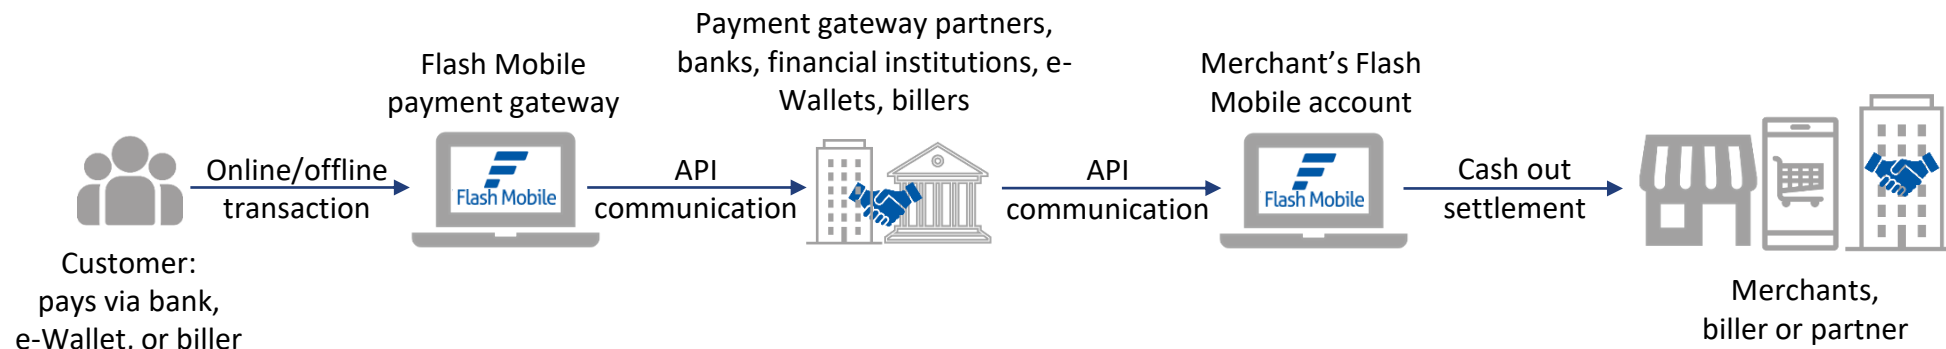 Payment gateway partners,
banks, financial institutions, e-
Wallets, billers
Flash Mobile
payment gateway
Merchant’s Flash
Mobile account
Online/offline
transaction
Flash Mobile
API
communication
API
communication
Flash Mobile
Cash out
settlement
Customer:
pays via bank,
e-Wallet, or biller
Merchants,
biller or partner